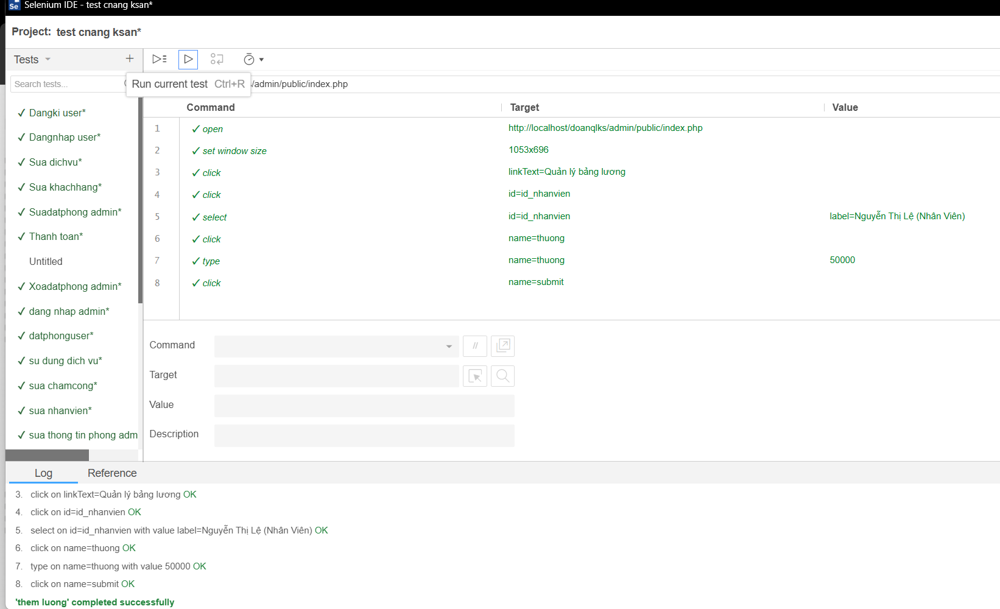 Selenium IDE - test cnang ksan*
Project: test cnang ksan*
Tests
Search tests...
Run current test Ctrl+R
/admin/public/index.php
Dangki user*
Dangnhap user*
Sua dichvu*
Sua khachhang*
Suadatphong admin*
Thanh toan*
Untitled
Xoadatphong admin*
dang nhap admin*
datphonguser*
su dung dich vu*
sua chamcong*
sua nhanvien*
sua thong tin phong adm
Command Target Value
1 ✓ open http://localhost/doanqlks/admin/public/index.php
2 ✓ set window size 1053x696
3 ✓ click linkText=Quản lý bảng lương
4 ✓ click id=id_nhanvien
5 ✓ select id=id_nhanvien label=Nguyễn Thị Lệ (Nhân Viên)
6 ✓ click name=thuong
7 ✓ type name=thuong 50000
8 ✓ click name=submit
Command //
Target
Value
Description
Log Reference
3. click on linkText=Quản lý bảng lương OK
4. click on id=id_nhanvien OK
5. select on id=id_nhanvien with value label=Nguyễn Thị Lệ (Nhân Viên) OK
6. click on name=thuong OK
7. type on name=thuong with value 50000 OK
8. click on name=submit OK
'them luong' completed successfully